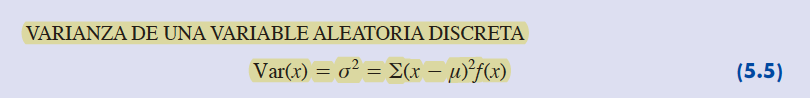 VARIANZA DE UNA VARIABLE ALEATORIA DISCRETA
Var(x) = σ² = Σ(x − μ)²f(x) (5.5)